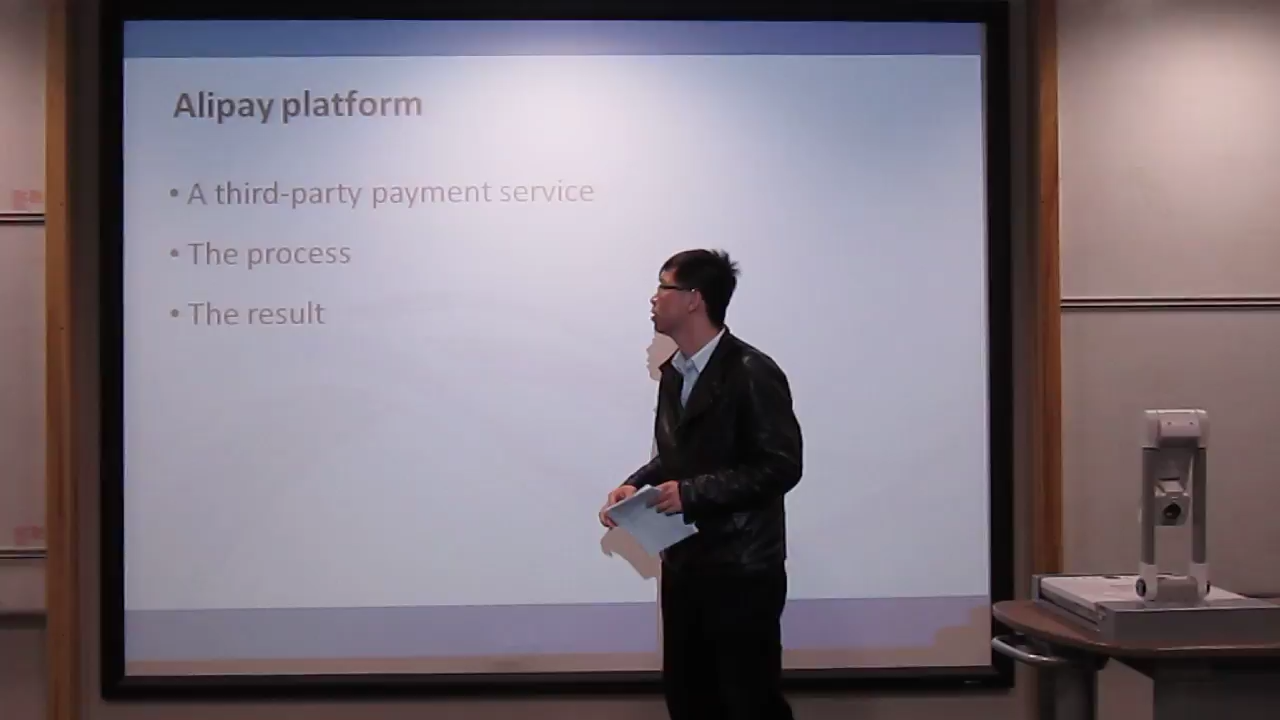 Alipay platform
• A third-party payment service
• The process
• The result